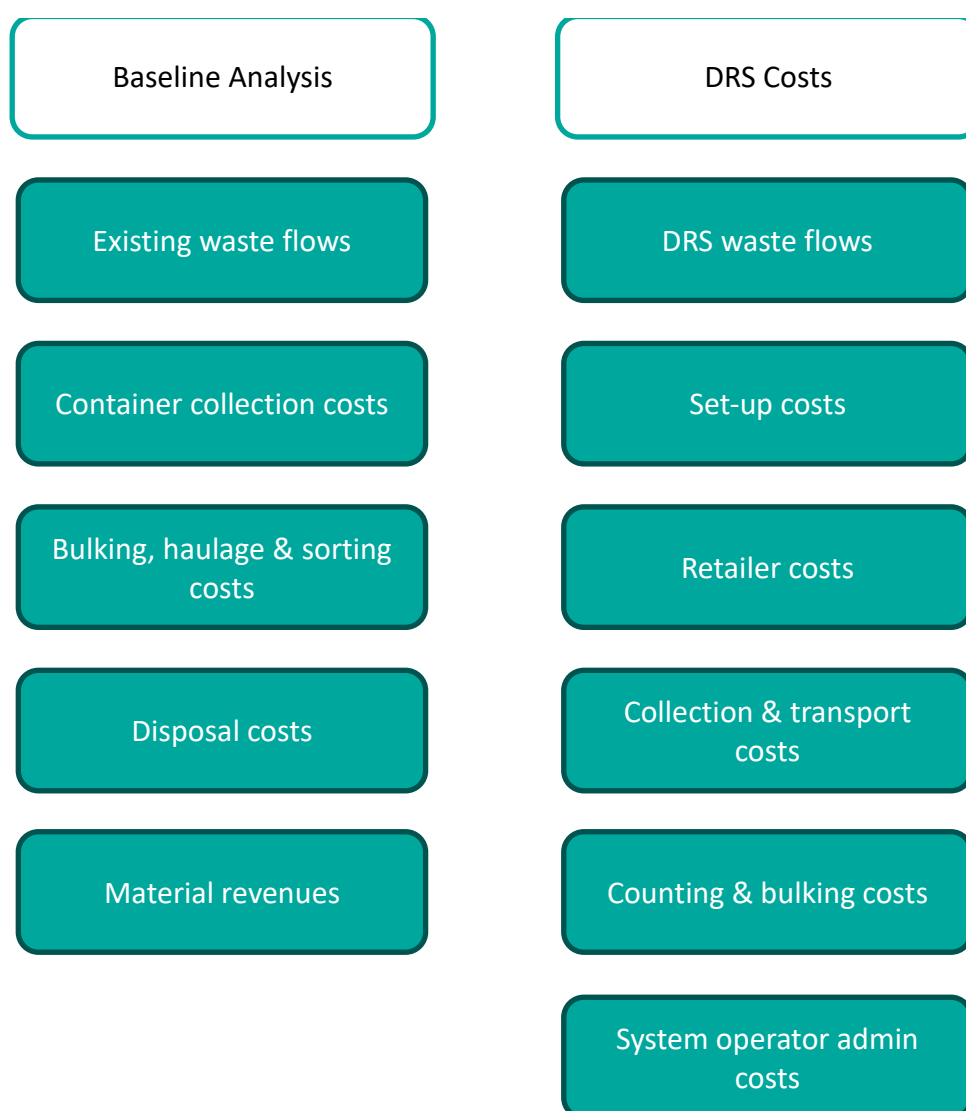 Baseline Analysis
Existing waste flows
Container collection costs
Bulking, haulage & sorting
costs
Disposal costs
Material revenues
DRS Costs
DRS waste flows
Set-up costs
Retailer costs
Collection & transport
costs
Counting & bulking costs
System operator admin
costs